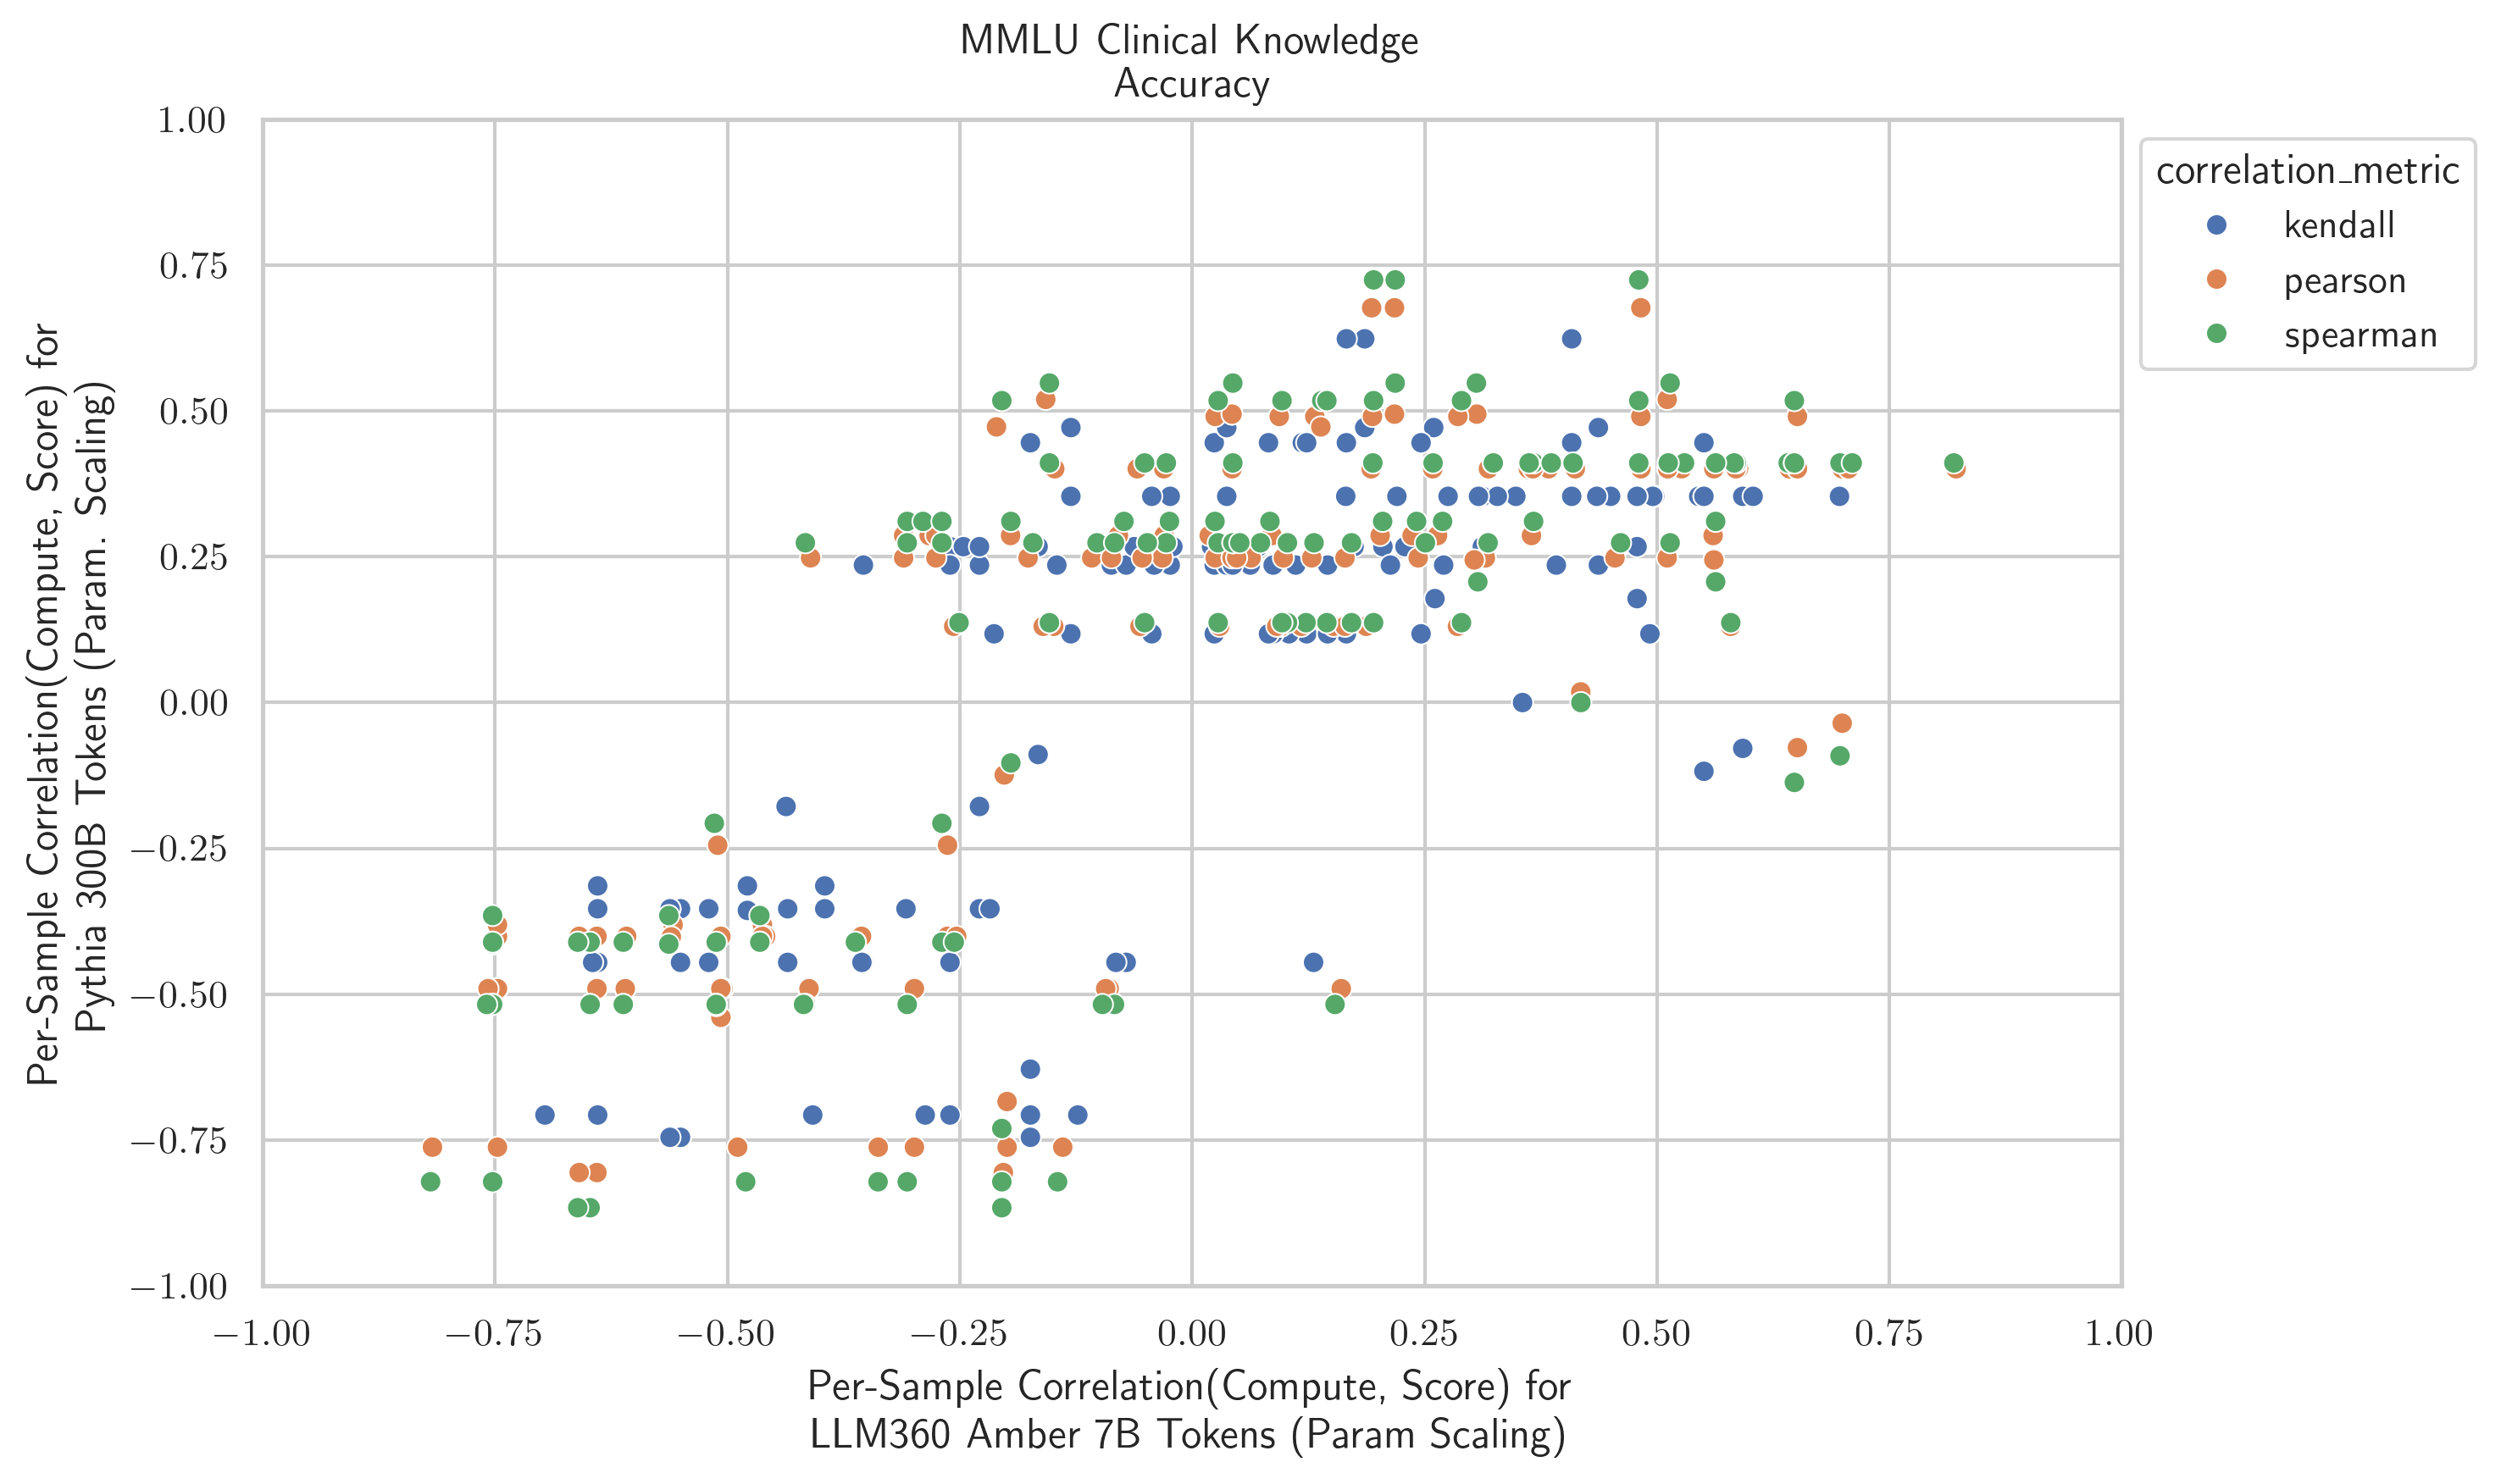 MMLU Clinical Knowledge
Accuracy
1.00
0.75
0.50
0.25
0.00
−0.25
−0.50
−0.75
−1.00
Per-Sample Correlation(Compute, Score) for
Pythia 300B Tokens (Param. Scaling)
correlation_metric
kendall
pearson
spearman
−1.00
−0.75
−0.50
−0.25
0.00
0.25
0.50
0.75
1.00
Per-Sample Correlation(Compute, Score) for
LLM360 Amber 7B Tokens (Param Scaling)